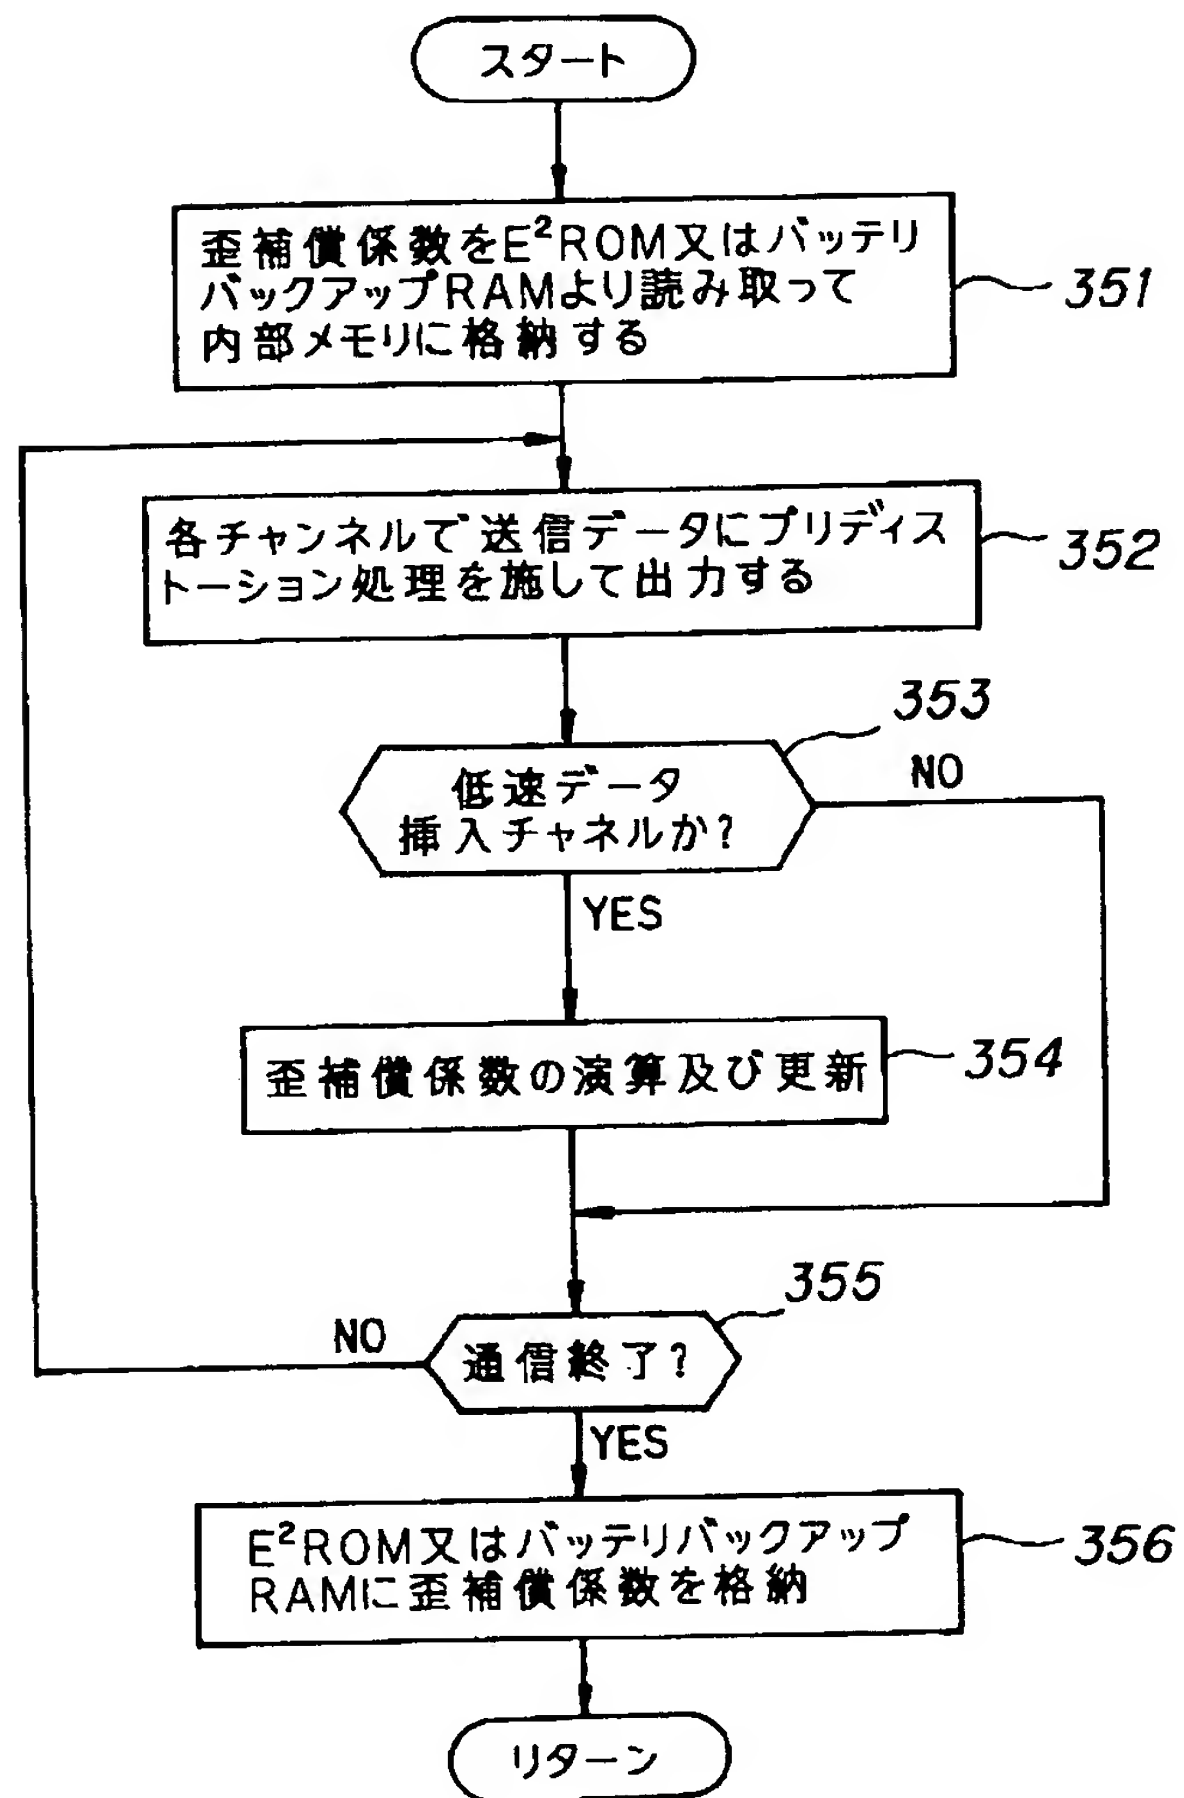 スタート
歪補償係数をE²ROM又はバッテリ
バックアップRAMより読み取って
内部メモリに格納する
351
各チャンネルで送信データにプリディス
トーション処理を施して出力する
352
353
低速データ
挿入チャネルか?
NO
YES
歪補償係数の演算及び更新
354
355
通信終了?
NO
YES
E²ROM又はバッテリバックアップ
RAMに歪補償係数を格納
356
リターン